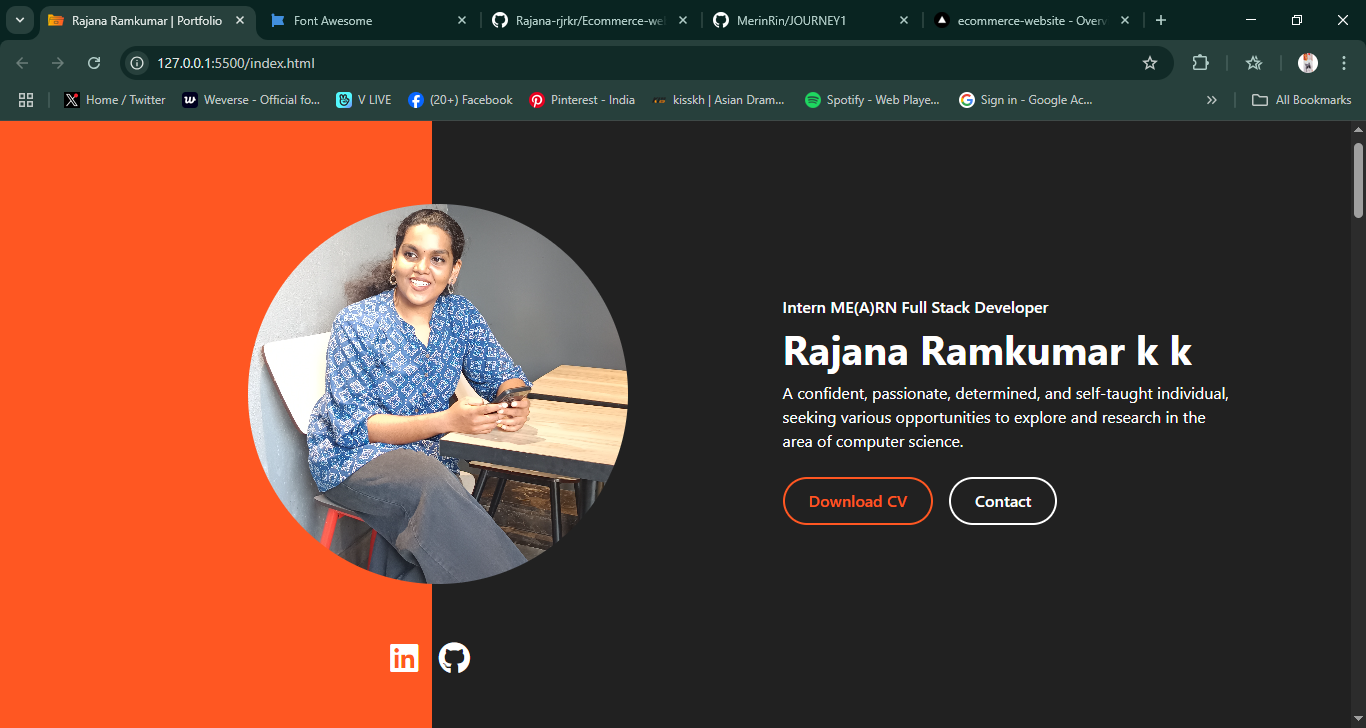 Rajana Ramkumar | Portfolio
Font Awesome
Rajana-rjrkr/Ecommerce-we
MerinRin/JOURNEY1
ecommerce-website - Overv
127.0.0.1:5500/index.html
Home / Twitter
Weverse - Official fo...
V LIVE
(20+) Facebook
Pinterest - India
kisskh | Asian Dram...
Spotify - Web Playe...
Sign in - Google Ac...
All Bookmarks
Intern ME(A)RN Full Stack Developer
Rajana Ramkumar k k
A confident, passionate, determined, and self-taught individual,
seeking various opportunities to explore and research in the
area of computer science.
Download CV
Contact
in